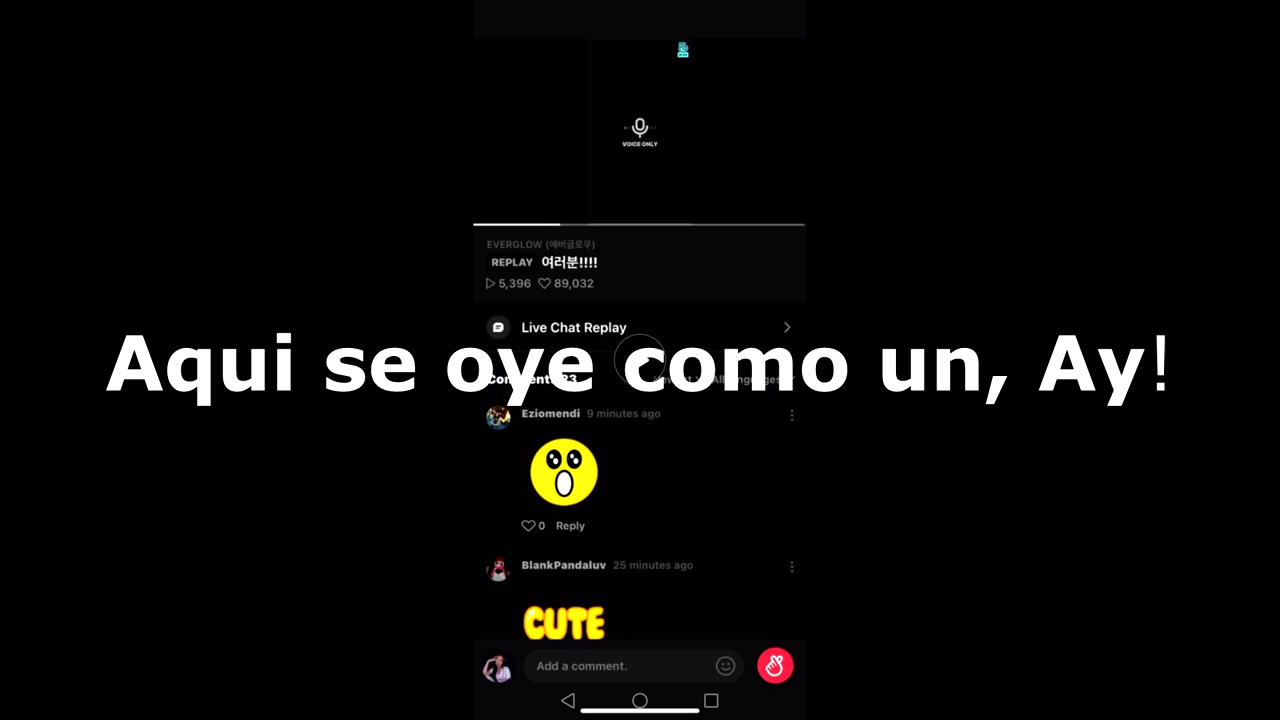 VOICE ONLY
EVERGLOW (에버글로우)
REPLAY 여러분!!!!
5,396 89,032
Live Chat Replay
Aqui se oye como un, Ay!
Eziomendi 9 minutes ago
0 Reply
BlankPandaluv 25 minutes ago
CUTE
Add a comment.